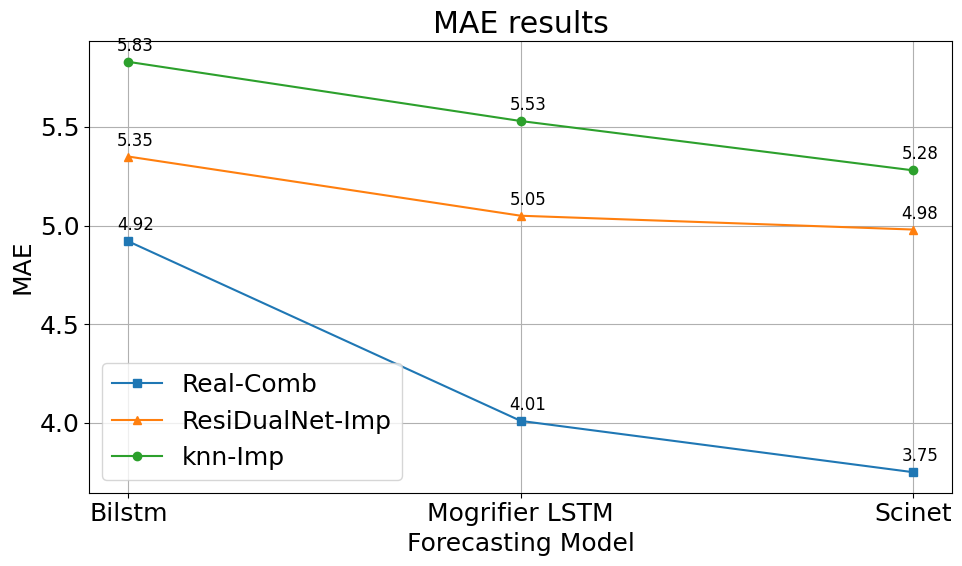 MAE results
5.83
5.53
5.5
5.28
5.35
5.05
4.98
5.0
4.92
MAE
4.5
Real-Comb
ResiDualNet-Imp
knn-Imp
4.01
4.0
3.75
Bilstm
Mogrifier LSTM
Scinet
Forecasting Model